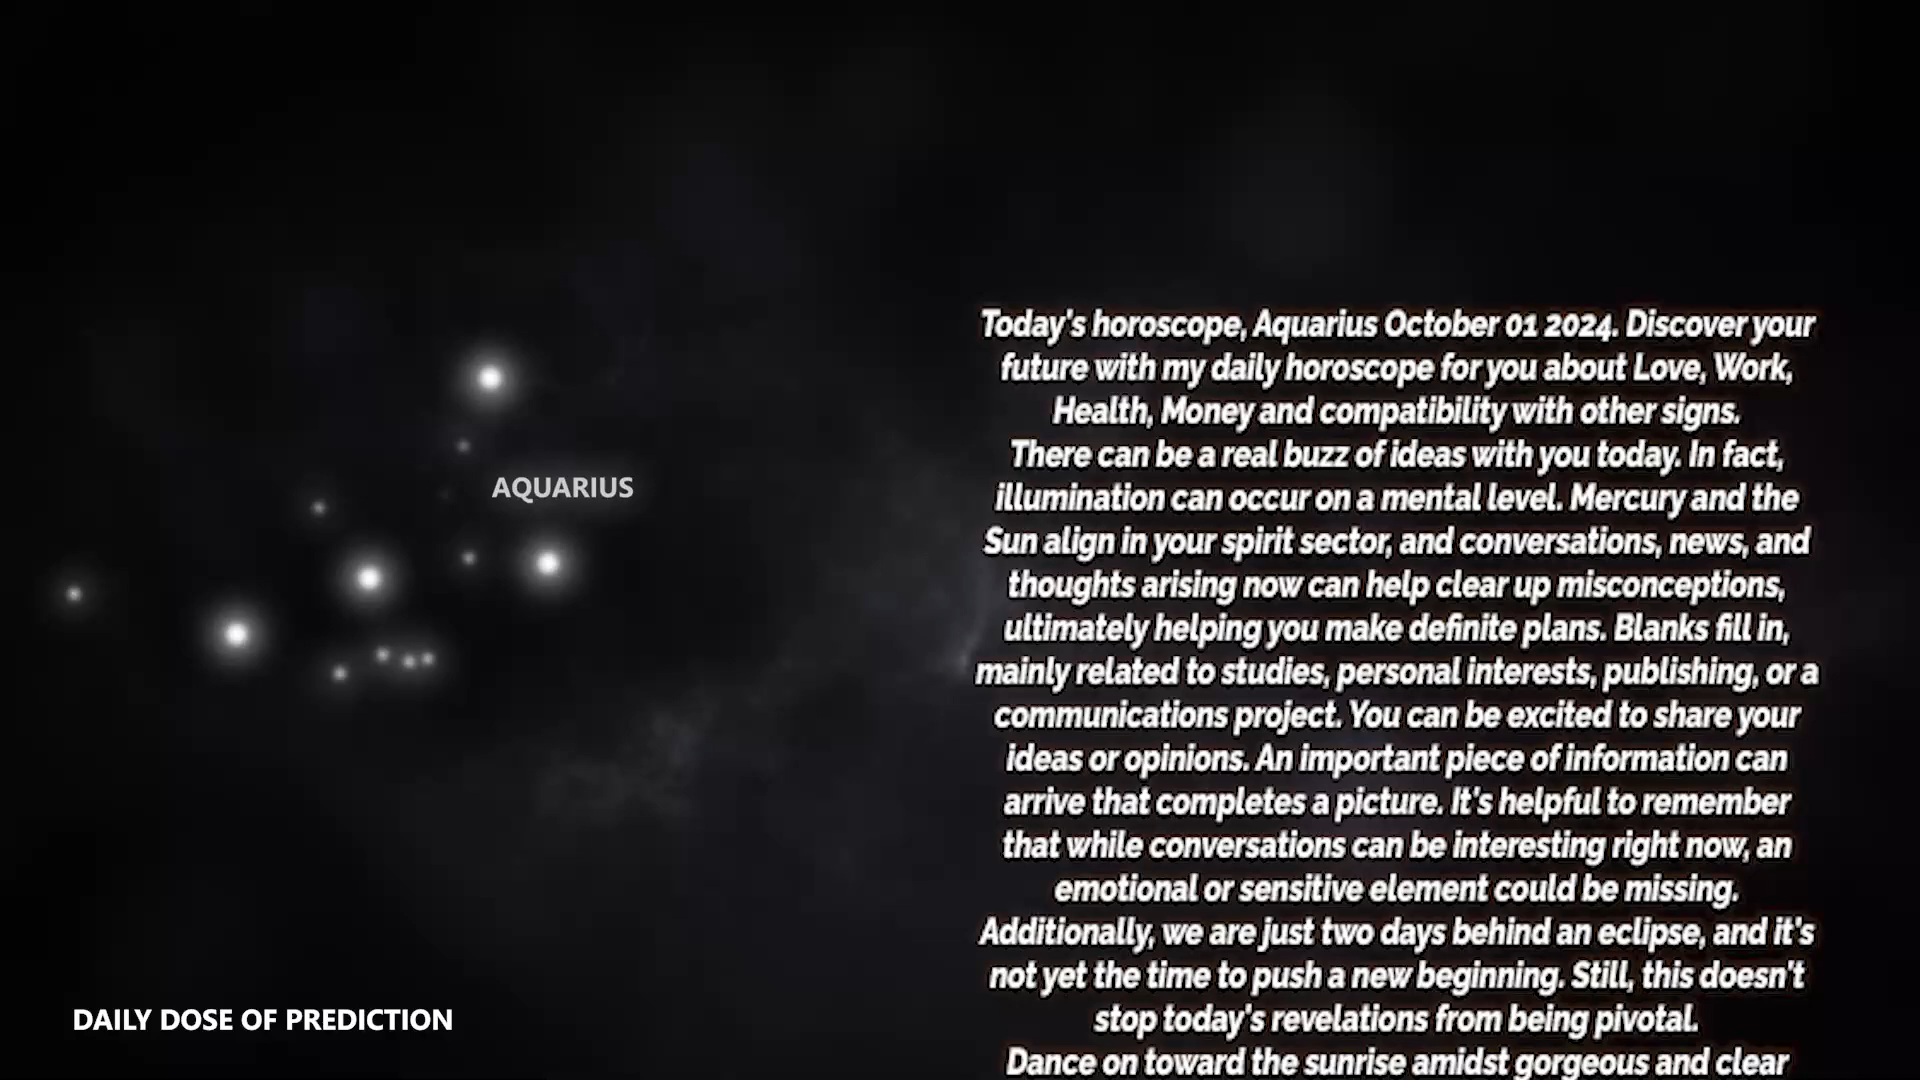 AQUARIUS
Today's horoscope, Aquarius October 01 2024. Discover your
future with my daily horoscope for you about Love, Work,
Health, Money and compatibility with other signs.
There can be a real buzz of ideas with you today. In fact,
illumination can occur on a mental level. Mercury and the
Sun align in your spirit sector, and conversations, news, and
thoughts arising now can help clear up misconceptions,
ultimately helping you make definite plans. Blanks fill in,
mainly related to studies, personal interests, publishing, or a
communications project. You can be excited to share your
ideas or opinions. An important piece of information can
arrive that completes a picture. It's helpful to remember
that while conversations can be interesting right now, an
emotional or sensitive element could be missing.
Additionally, we are just two days behind an eclipse, and it's
not yet the time to push a new beginning. Still, this doesn't
stop today's revelations from being pivotal.
Dance on toward the sunrise amidst gorgeous and clear
DAILY DOSE OF PREDICTION